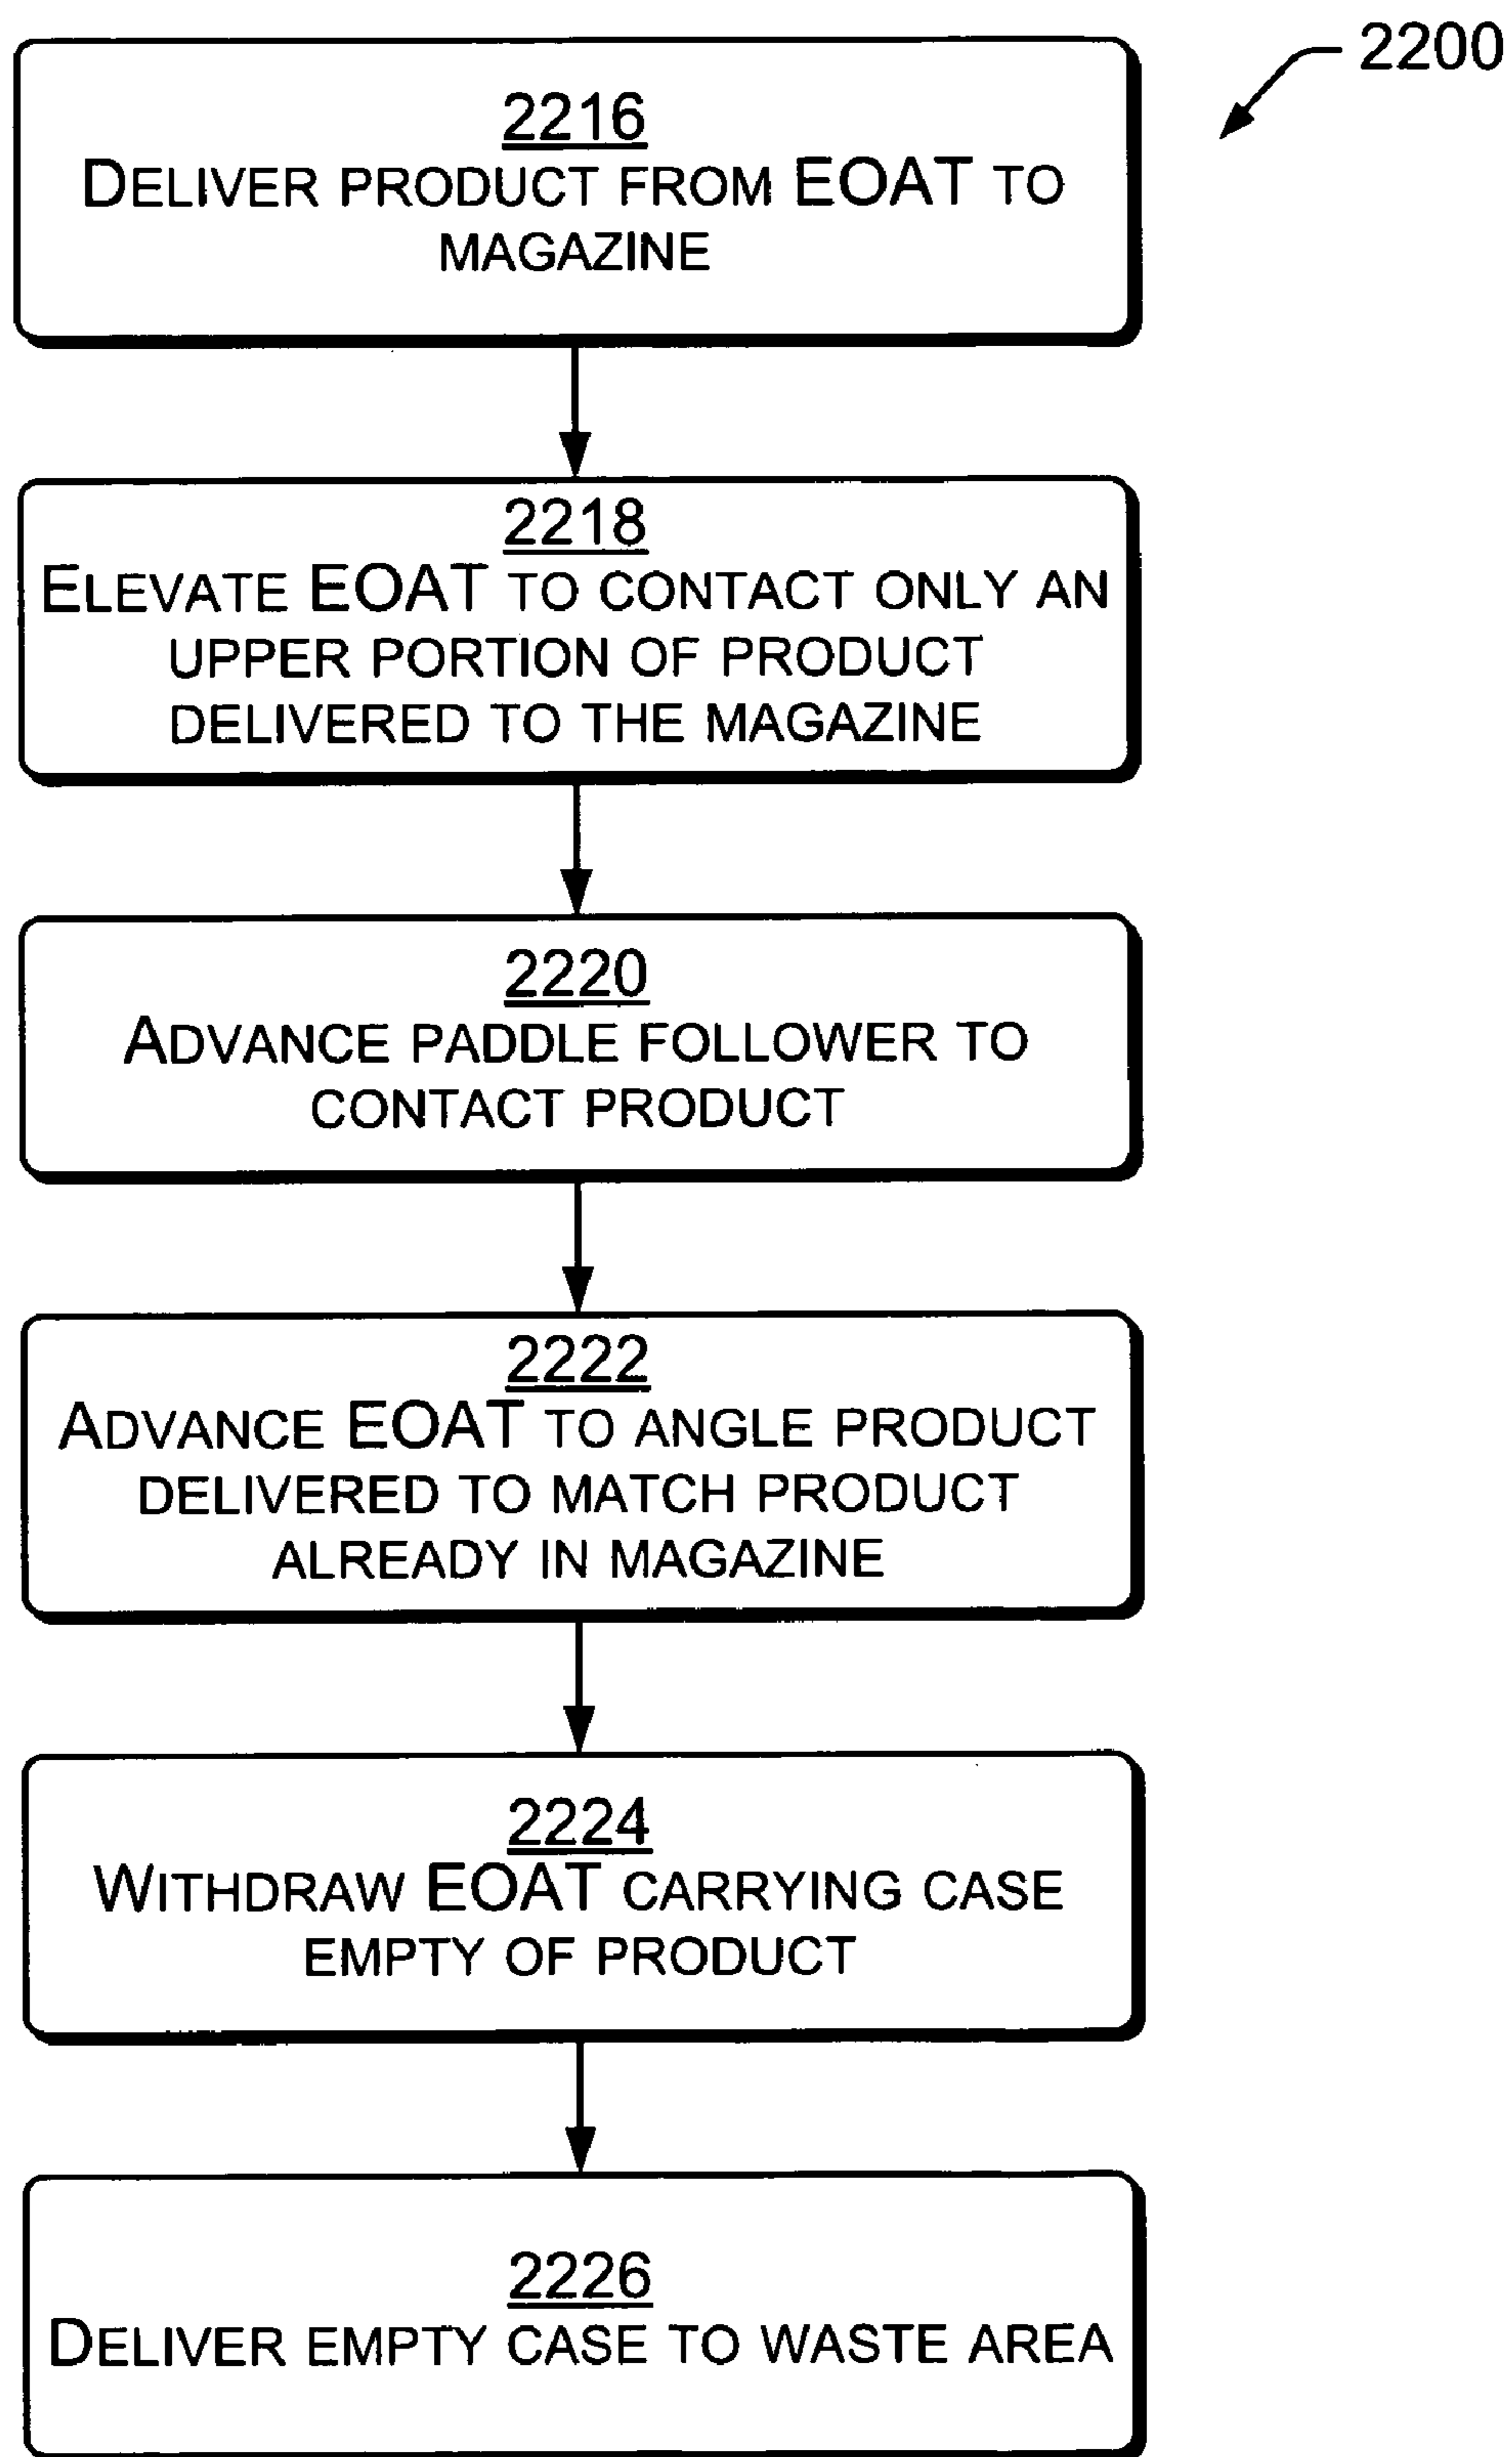 2200
2216
DELIVER PRODUCT FROM EOAT TO
MAGAZINE
2218
ELEVATE EOAT TO CONTACT ONLY AN
UPPER PORTION OF PRODUCT
DELIVERED TO THE MAGAZINE
2220
ADVANCE PADDLE FOLLOWER TO
CONTACT PRODUCT
2222
ADVANCE EOAT TO ANGLE PRODUCT
DELIVERED TO MATCH PRODUCT
ALREADY IN MAGAZINE
2224
WITHDRAW EOAT CARRYING CASE
EMPTY OF PRODUCT
2226
DELIVER EMPTY CASE TO WASTE AREA